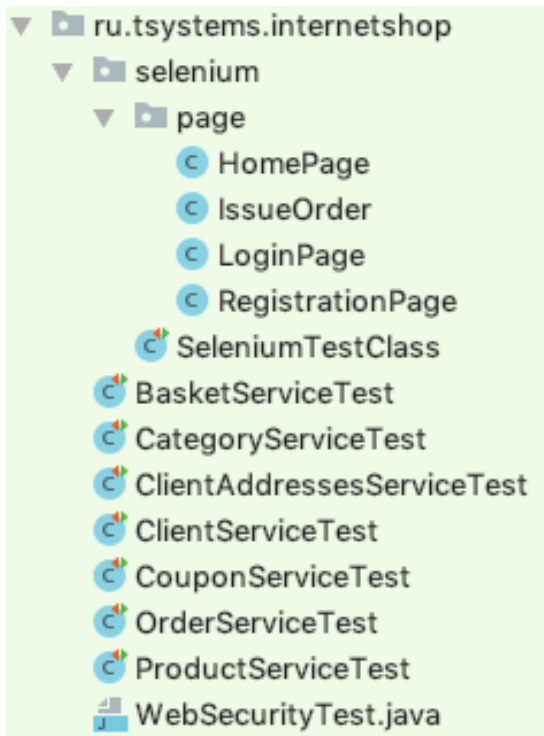 ru.tsystems.internetshop
selenium
page
HomePage
IssueOrder
LoginPage
RegistrationPage
SeleniumTestClass
BasketServiceTest
CategoryServiceTest
ClientAddressesServiceTest
ClientServiceTest
CouponServiceTest
OrderServiceTest
ProductServiceTest
WebSecurityTest.java